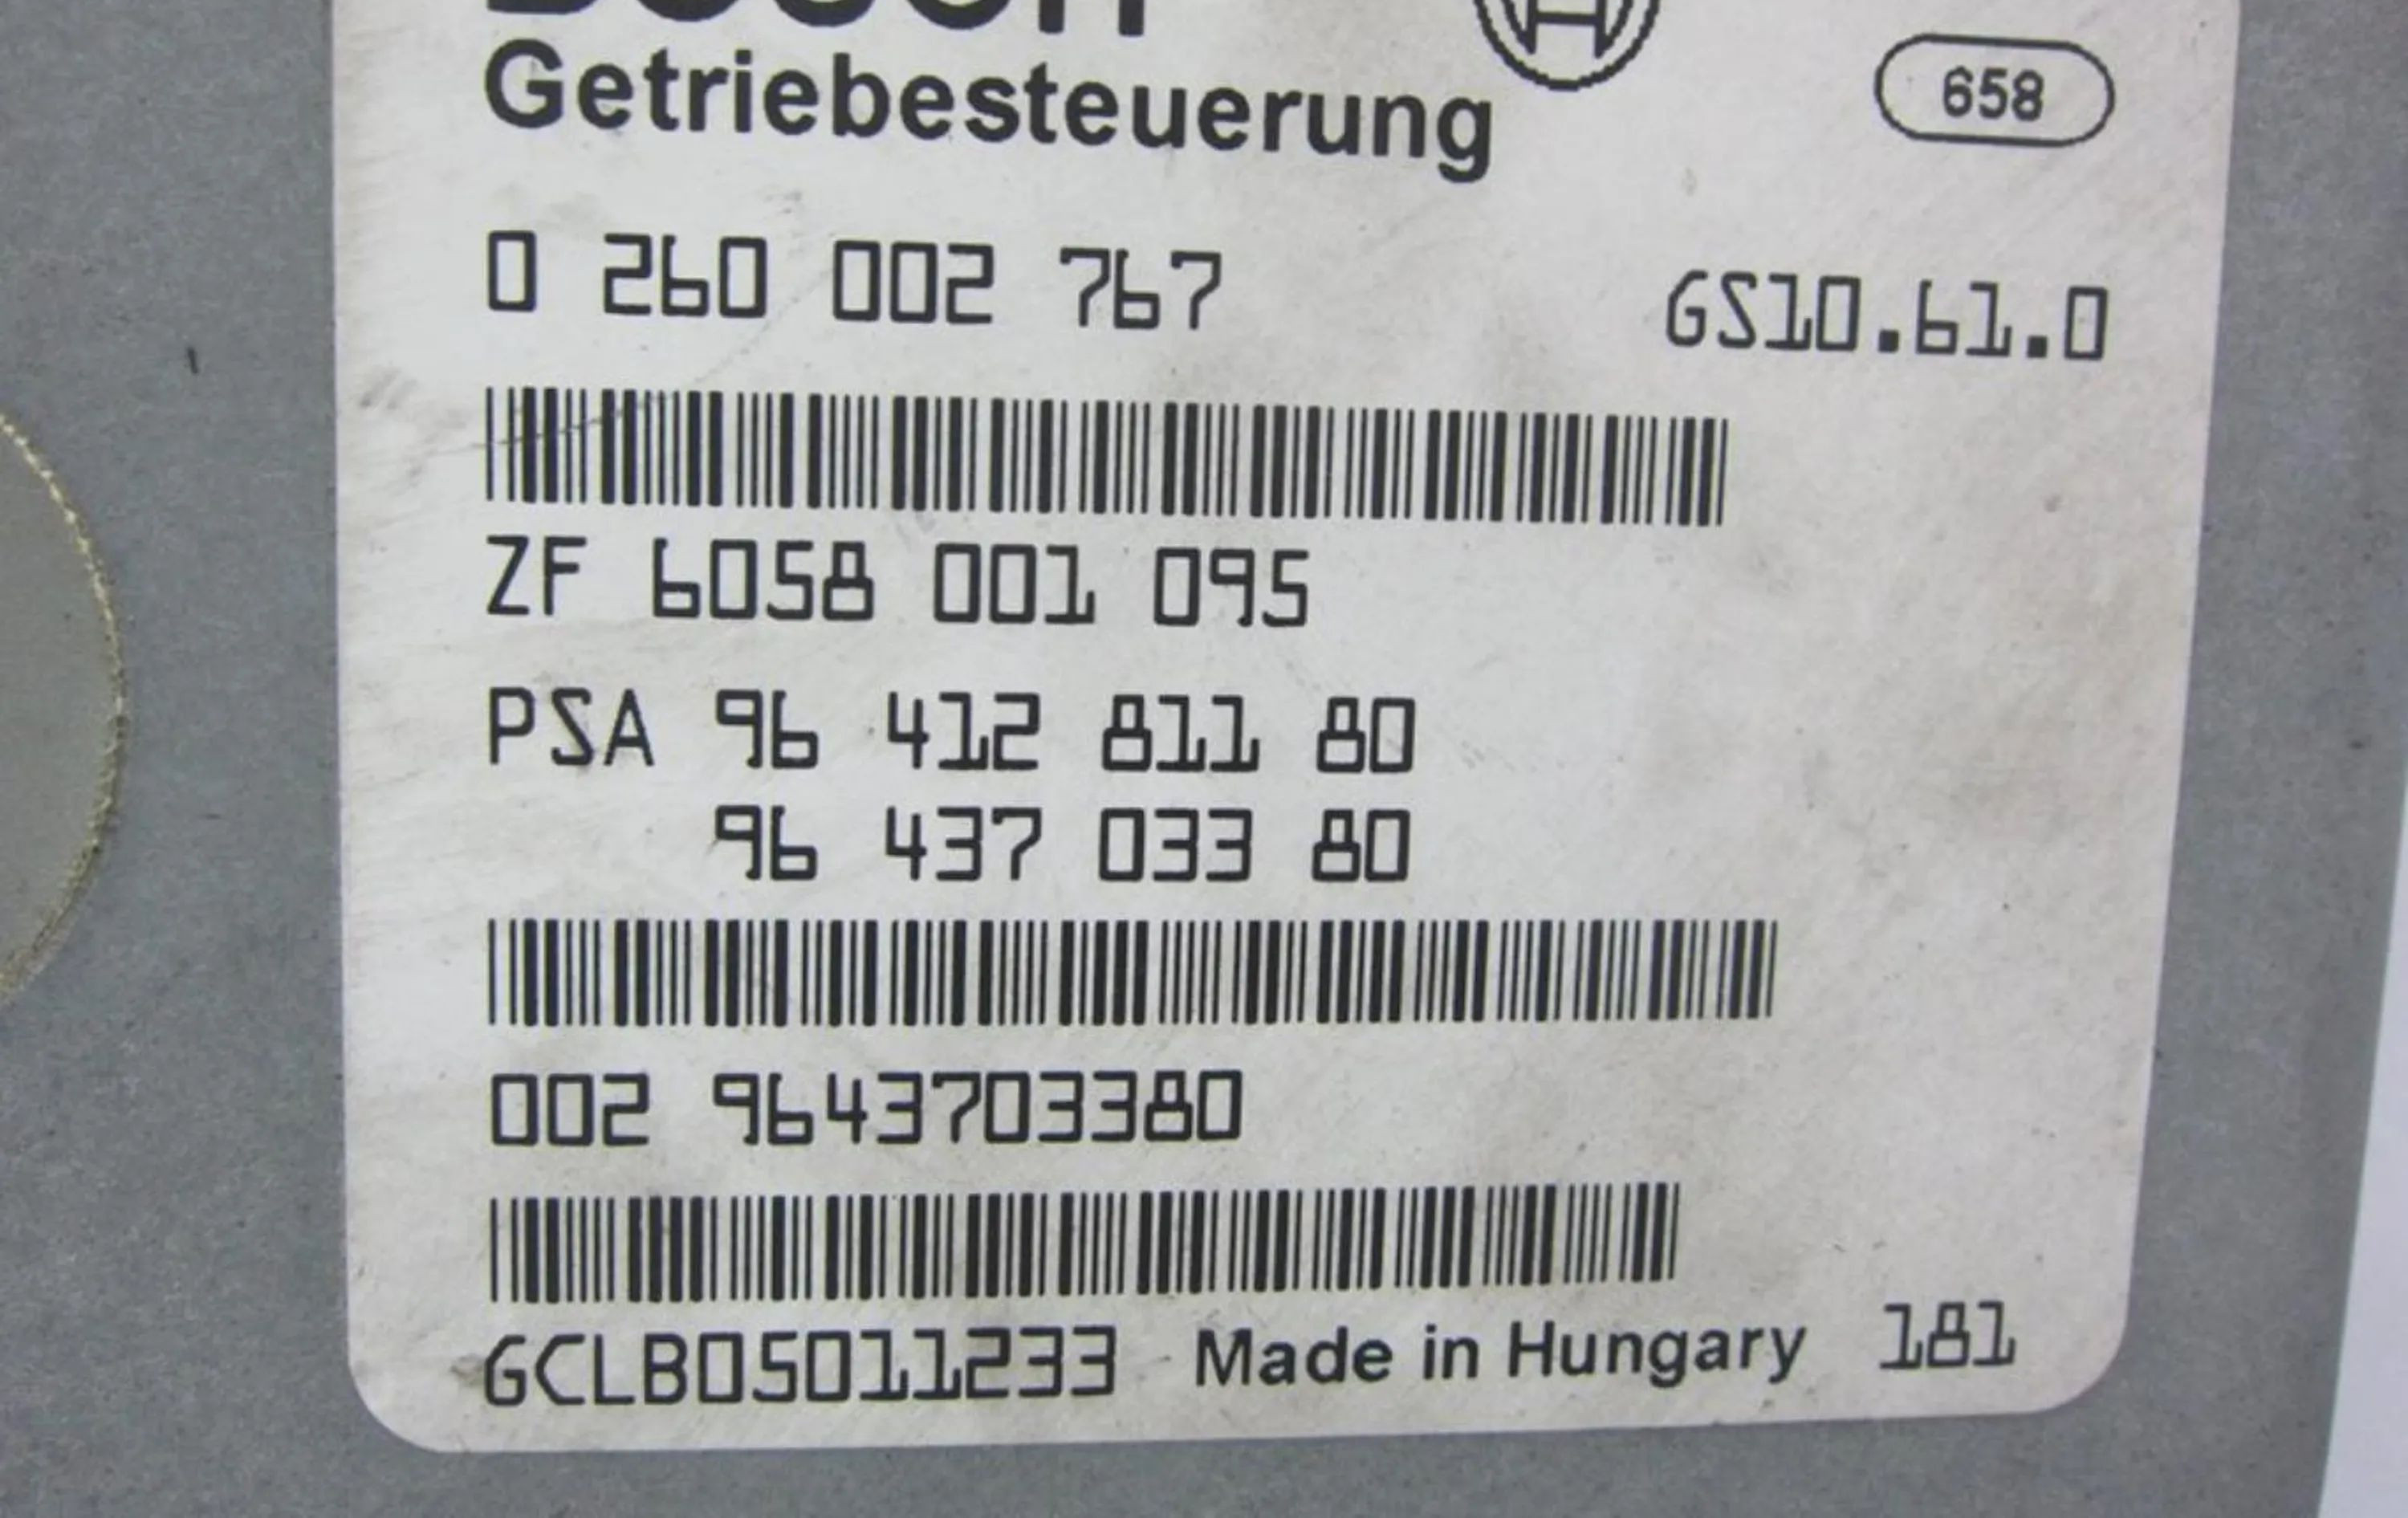 BOSCH
Getriebesteuerung
658
0 260 002 767
GS10.61.0
ZF 6058 001 095
PSA 96 412 811 80
96 437 033 80
002 9643703380
GCLB05011233 Made in Hungary 181